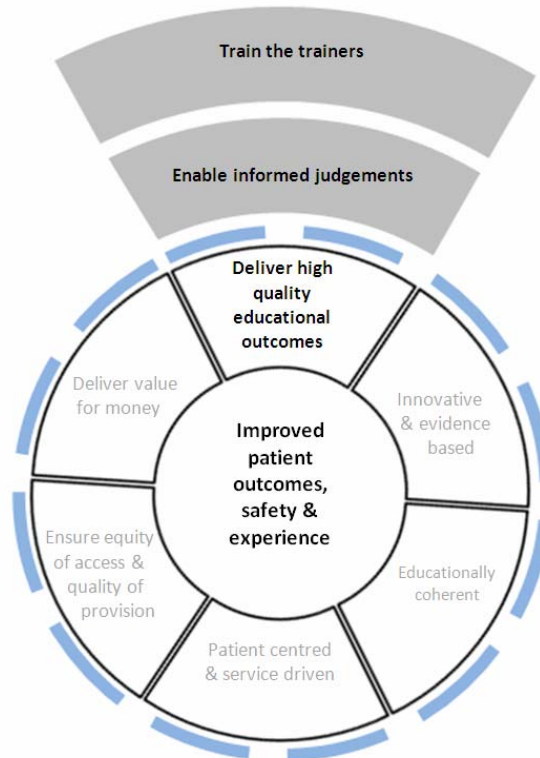 Train the trainers
Enable informed judgements
Deliver high
quality
educational
outcomes
Deliver value
for money
Innovative
& evidence
based
Improved
patient
outcomes,
safety &
experience
Ensure equity
of access &
quality of
provision
Educationally
coherent
Patient centred
& service driven